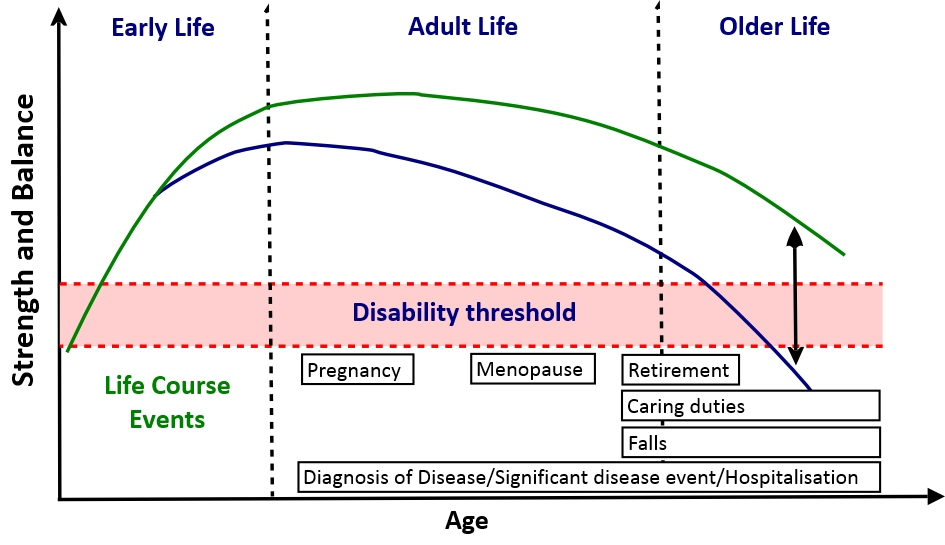 Early Life
Adult Life
Older Life
Strength and Balance
Disability threshold
Life Course
Events
Pregnancy
Menopause
Retirement
Caring duties
Falls
Diagnosis of Disease/Significant disease event/Hospitalisation
Age